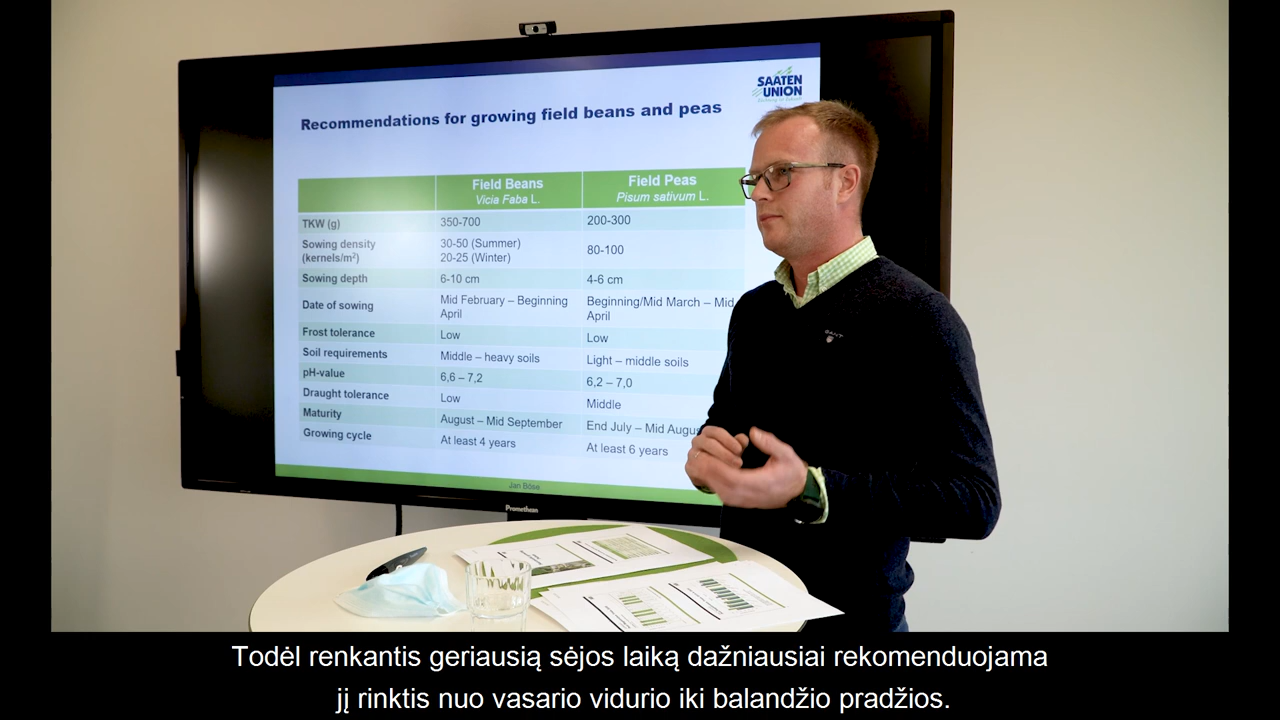 SAATEN
UNION
Recommendations for growing field beans and peas
Field Beans
Vicia Faba L.
Field Peas
Pisum sativum L.
TKW (g)
350-700
200-300
Sowing density
(kernels/m²)
30-50 (Summer)
20-25 (Winter)
80-100
Sowing depth
6-10 cm
4-6 cm
Date of sowing
Mid February – Beginning
April
Beginning/Mid March – Mid
April
Frost tolerance
Low
Low
Soil requirements
Middle – heavy soils
Light – middle soils
pH-value
6,6 – 7,2
6,2 – 7,0
Draught tolerance
Low
Middle
Maturity
August – Mid September
End July – Mid Augus
Growing cycle
At least 4 years
At least 6 years
Jan Böse
Promethean
GANT
Todėl renkantis geriausią sėjos laiką dažniausiai rekomenduojama
jį rinktis nuo vasario vidurio iki balandžio pradžios.